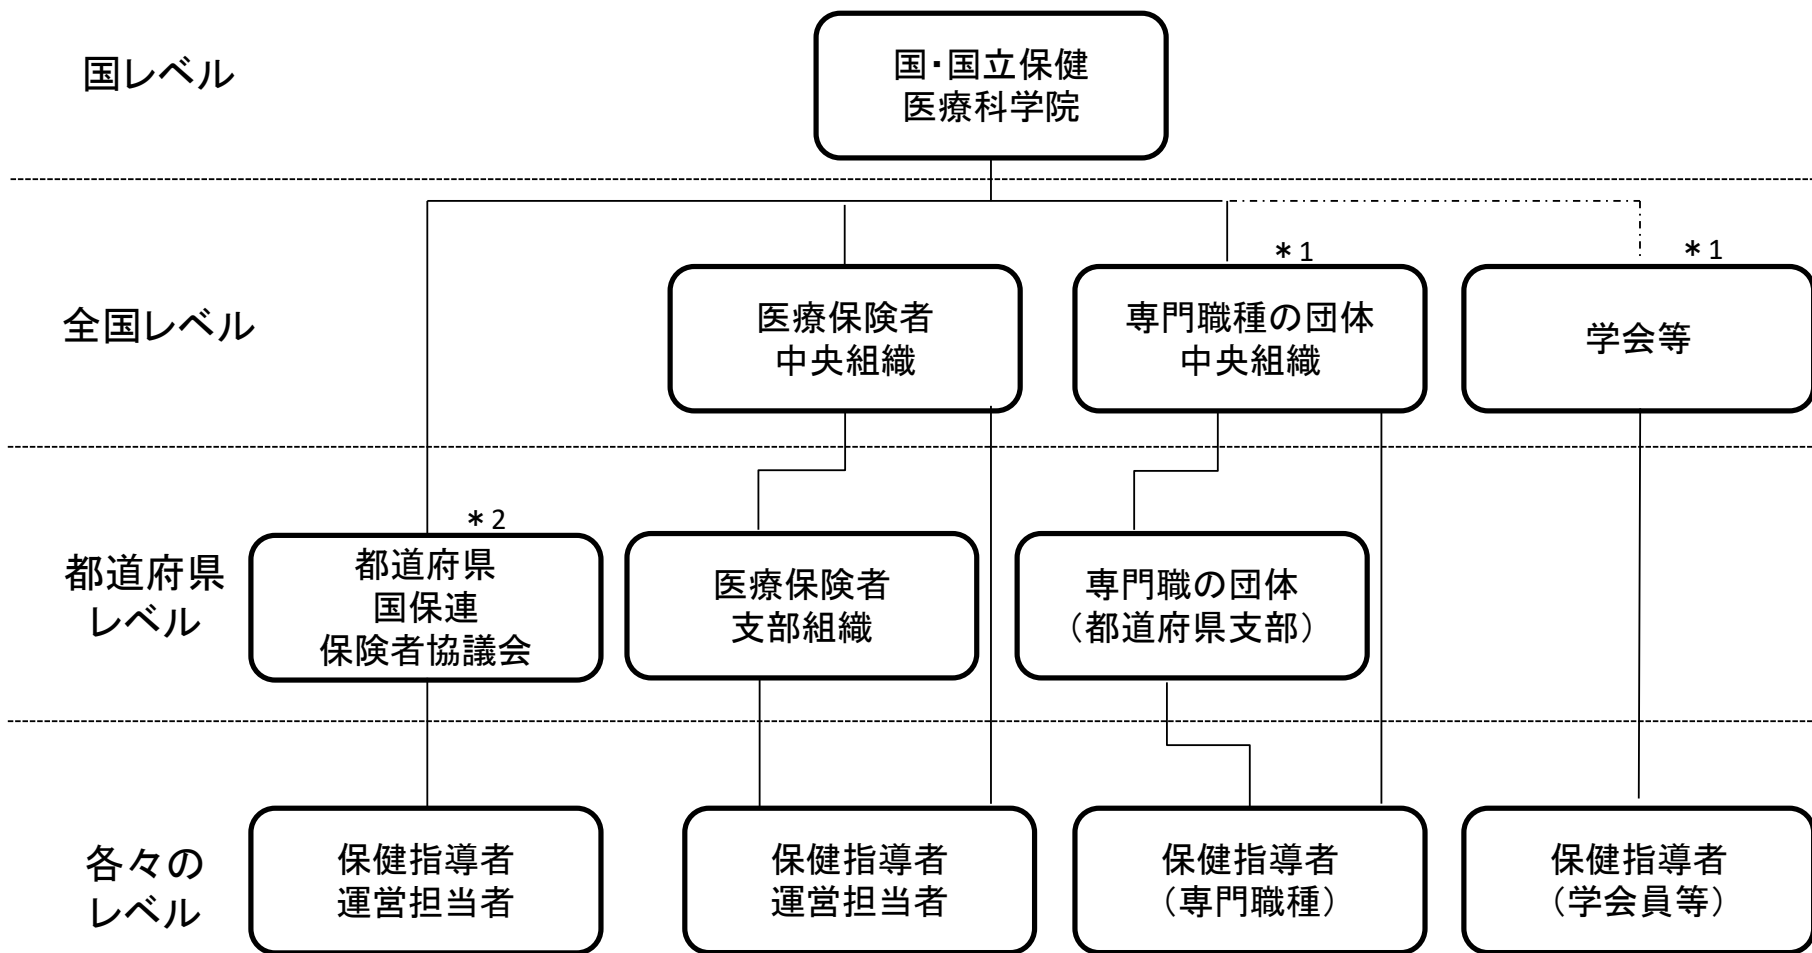 国レベル
国・国立保健
医療科学院
全国レベル
医療保険者
中央組織
＊1
専門職種の団体
中央組織
＊1
学会等
都道府県
レベル
＊2
都道府県
国保連
保険者協議会
医療保険者
支部組織
専門職の団体
（都道府県支部）
各々の
レベル
保健指導者
運営担当者
保健指導者
運営担当者
保健指導者
（専門職種）
保健指導者
（学会員等）